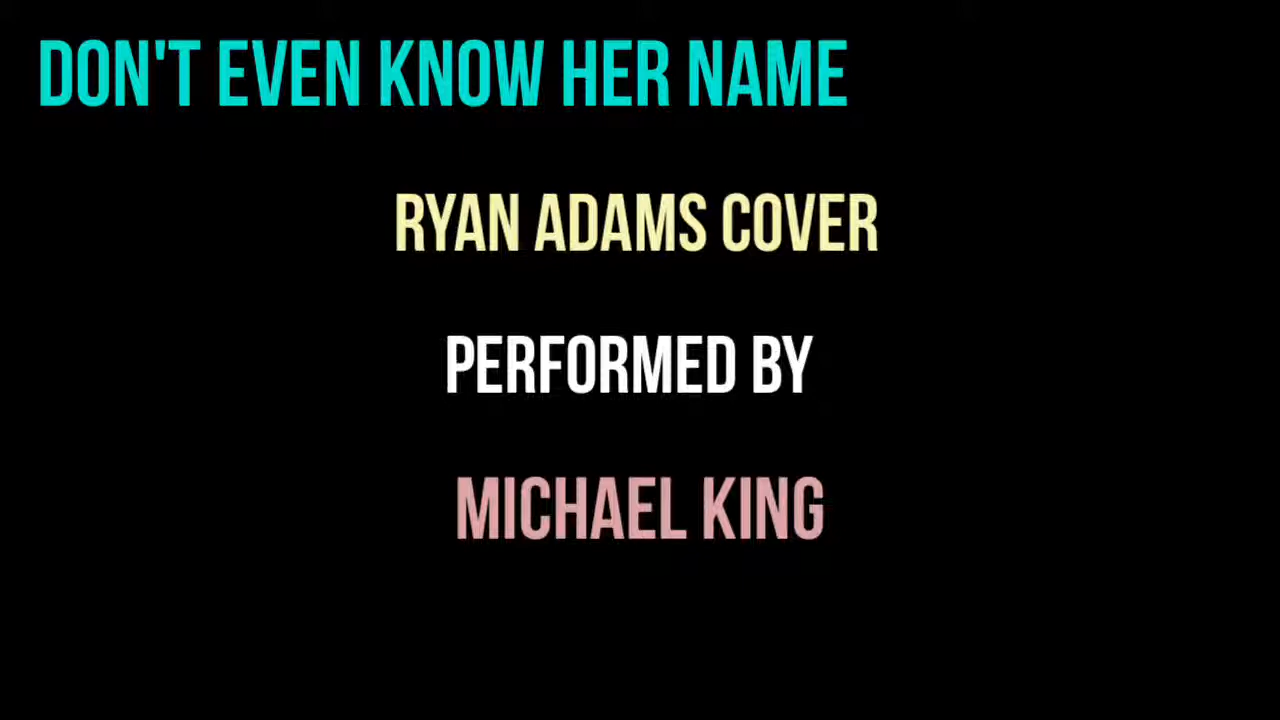 DON'T EVEN KNOW HER NAME
RYAN ADAMS COVER
PERFORMED BY
MICHAEL KING